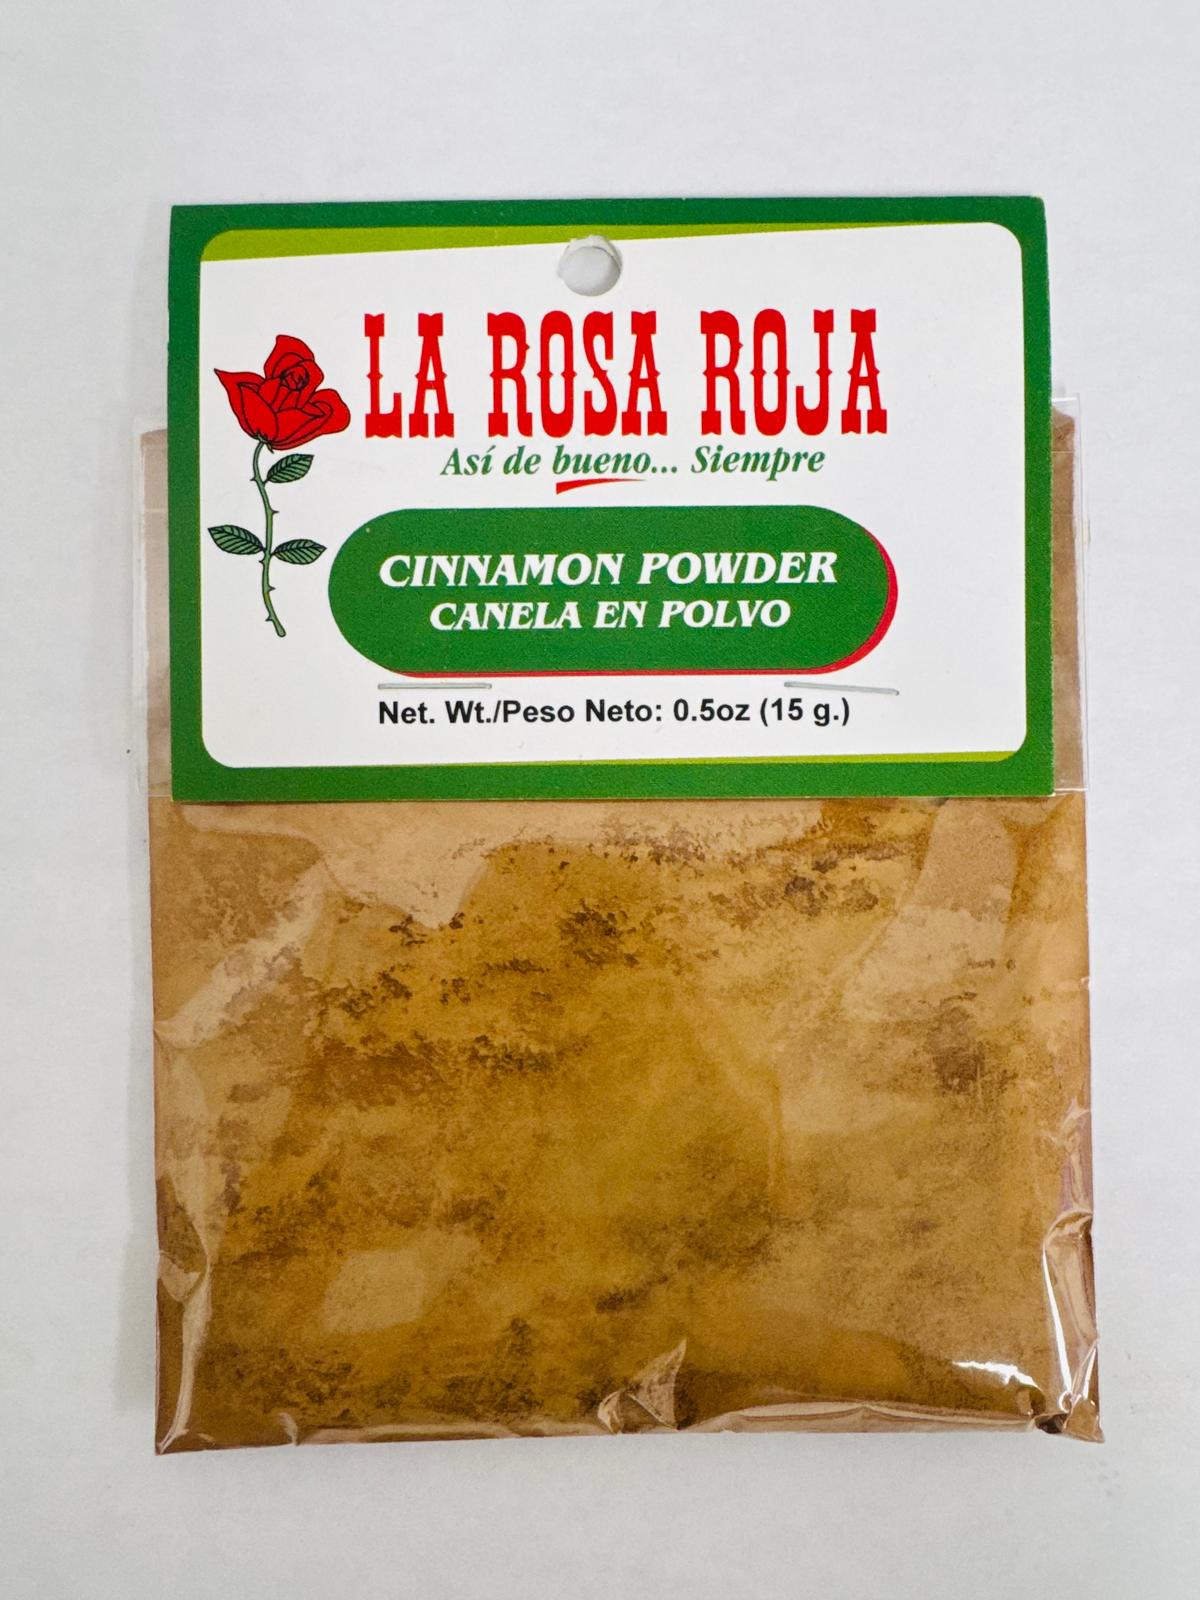 LA ROSA ROJA
Así de bueno... Siempre
CINNAMON POWDER
CANELA EN POLVO
Net. Wt./Peso Neto: 0.5oz (15 g.)